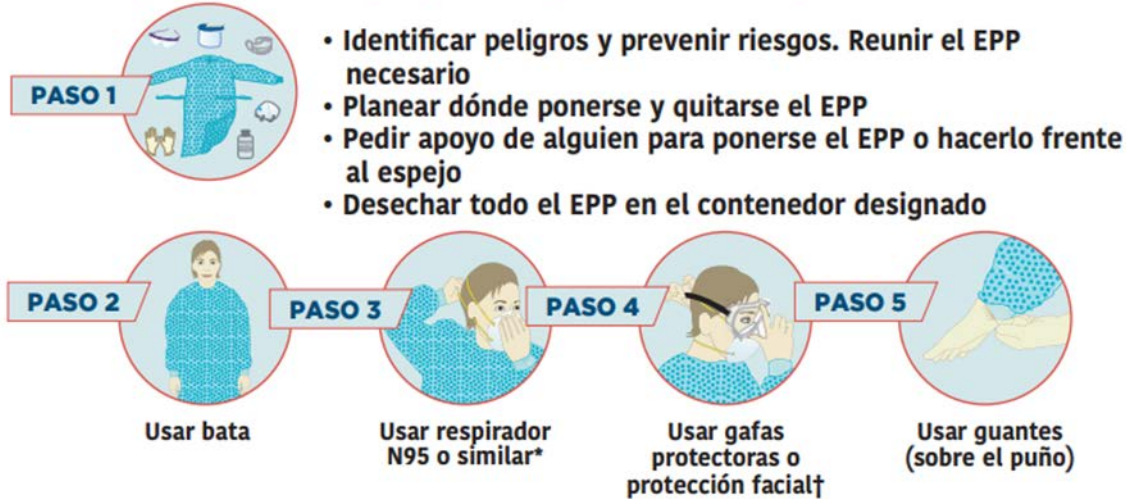 PASO 1
• Identificar peligros y prevenir riesgos. Reunir el EPP
necesario
• Planear dónde ponerse y quitarse el EPP
• Pedir apoyo de alguien para ponerse el EPP o hacerlo frente
al espejo
• Desechar todo el EPP en el contenedor designado
PASO 2
Usar bata
PASO 3
Usar respirador
N95 o similar*
PASO 4
Usar gafas
protectoras o
protección facial†
PASO 5
Usar guantes
(sobre el puño)